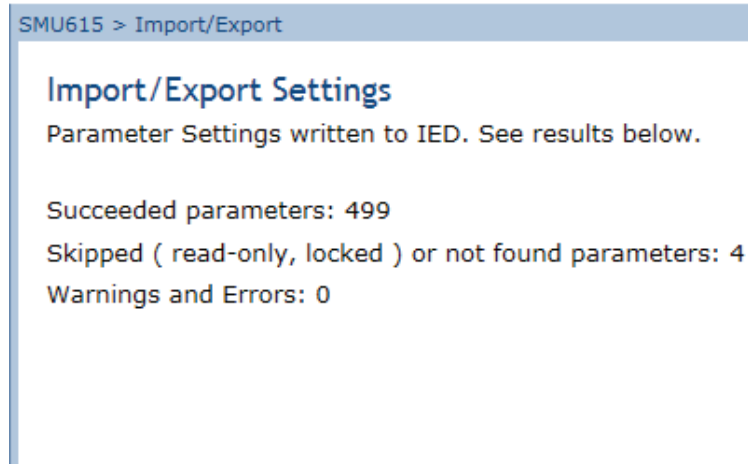 SMU615 > Import/Export
Import/Export Settings
Parameter Settings written to IED. See results below.
Succeeded parameters: 499
Skipped ( read-only, locked ) or not found parameters: 4
Warnings and Errors: 0